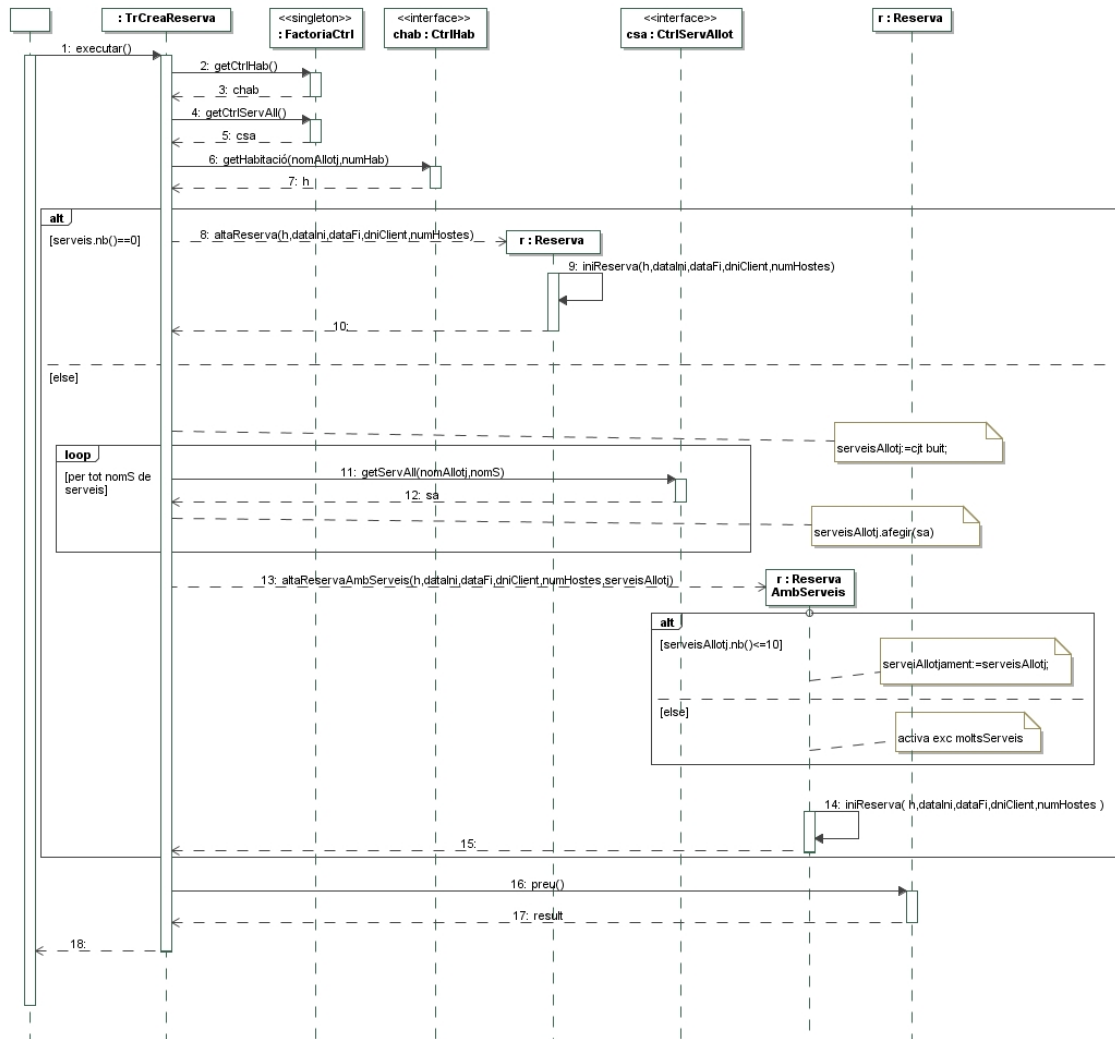 : TrCreaReserva
<<singleton>>
: FactoriaCtrl
<<interface>>
chab : CtrlHab
<<interface>>
csa : CtrlServAllot
r : Reserva
1: executar()
2: getCtrlHab()
3: chab
4: getCtrlServAll()
5: csa
6: getHabitació(nomAllotj,numHab)
7: h
alt
[serveis.nb()==0]
8: altaReserva(h,dataIni,dataFi,dniClient,numHostes)
r : Reserva
9: iniReserva(h,dataIni,dataFi,dniClient,numHostes)
10:
[else]
serveisAllotj:=cjt buit;
loop
[per tot nomS de
serveis]
11: getServAll(nomAllotj,nomS)
12: sa
serveisAllotj.afegir(sa)
13: altaReservaAmbServeis(h,dataIni,dataFi,dniClient,numHostes,serveisAllotj)
r : Reserva
AmbServeis
alt
[serveisAllotj.nb()<=10]
serveiAllotjament:=serveisAllotj;
[else]
activa exc moltsServeis
14: iniReserva( h,dataIni,dataFi,dniClient,numHostes )
15:
16: preu()
17: result
18: